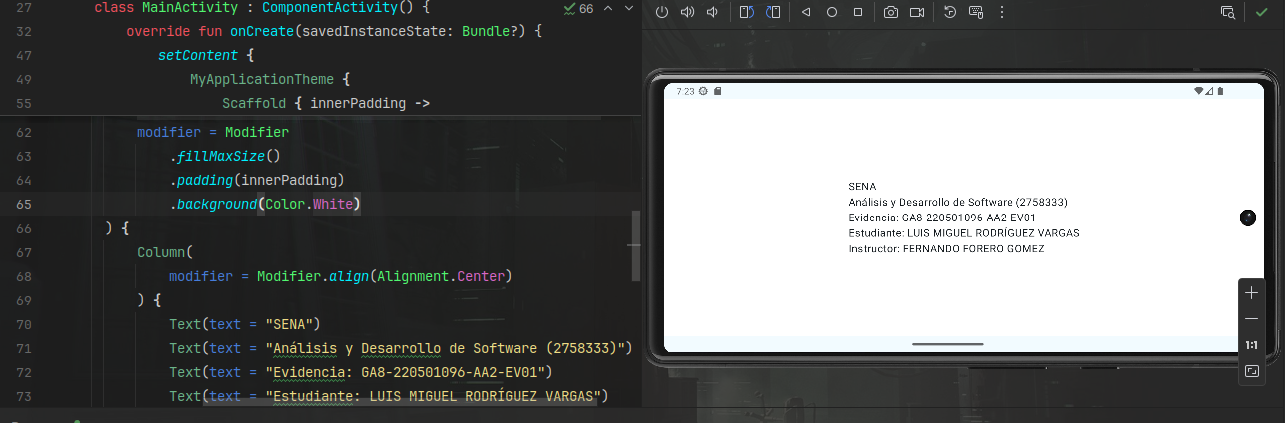 27 class MainActivity : ComponentActivity() {
66
32 override fun onCreate(savedInstanceState: Bundle?) {
47 setContent {
49 MyApplicationTheme {
55 Scaffold { innerPadding ->
62 modifier = Modifier
63 .fillMaxSize()
64 .padding(innerPadding)
65 .background(Color.White)
66 ) {
67 Column(
68 modifier = Modifier.align(Alignment.Center)
69 ) {
70 Text(text = "SENA")
71 Text(text = "Análisis y Desarrollo de Software (2758333)")
72 Text(text = "Evidencia: GA8-220501096-AA2-EV01")
73 Text(text = "Estudiante: LUIS MIGUEL RODRÍGUEZ VARGAS")
7:23
SENA
Análisis y Desarrollo de Software (2758333)
Evidencia: GA8-220501096-AA2-EV01
Estudiante: LUIS MIGUEL RODRÍGUEZ VARGAS
Instructor: FERNANDO FORERO GOMEZ
1:1